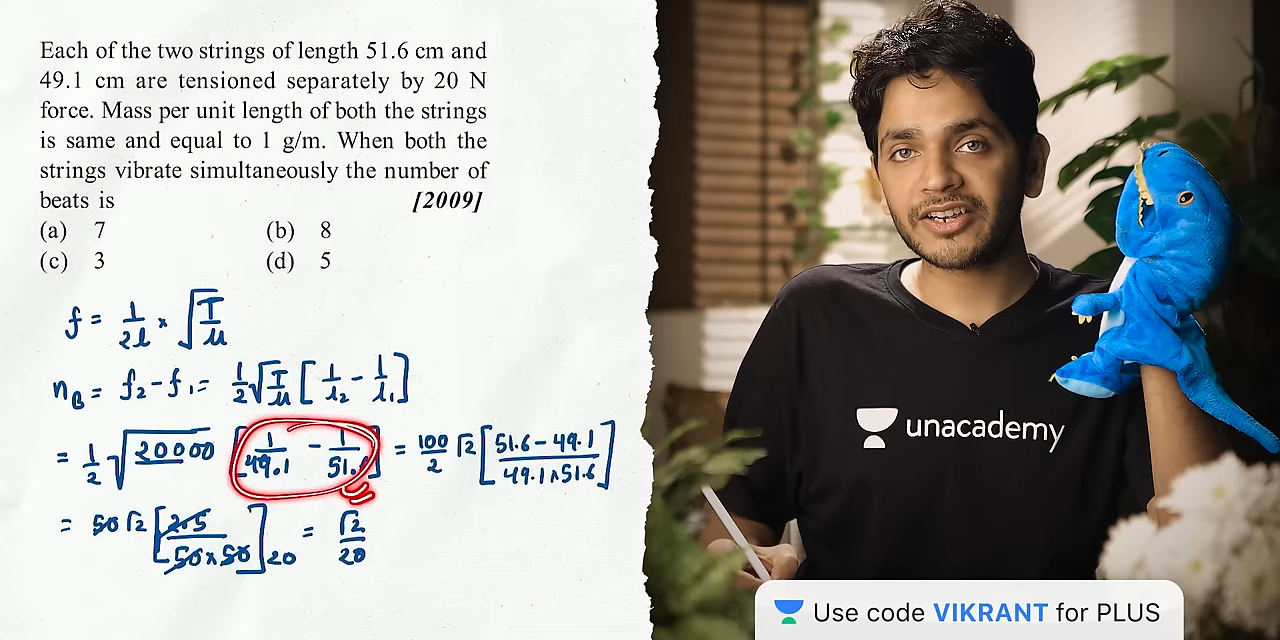 Each of the two strings of length 51.6 cm and
49.1 cm are tensioned separately by 20 N
force. Mass per unit length of both the strings
is same and equal to 1 g/m. When both the
strings vibrate simultaneously the number of
beats is [2009]
(a) 7 (b) 8
(c) 3 (d) 5
f = 1/2l × √(T/μ)
n_B = f₂ - f₁ = 1/2 √(T/μ) [1/l₂ - 1/l₁]
= 1/2 √20000 [1/49.1 - 1/51.] = 100/2 √2 [(51.6 - 49.1)/(49.1×51.6)]
= 50 √2 [2.5/(50×50)] 20 = √2/20
unacademy
Use code VIKRANT for PLUS